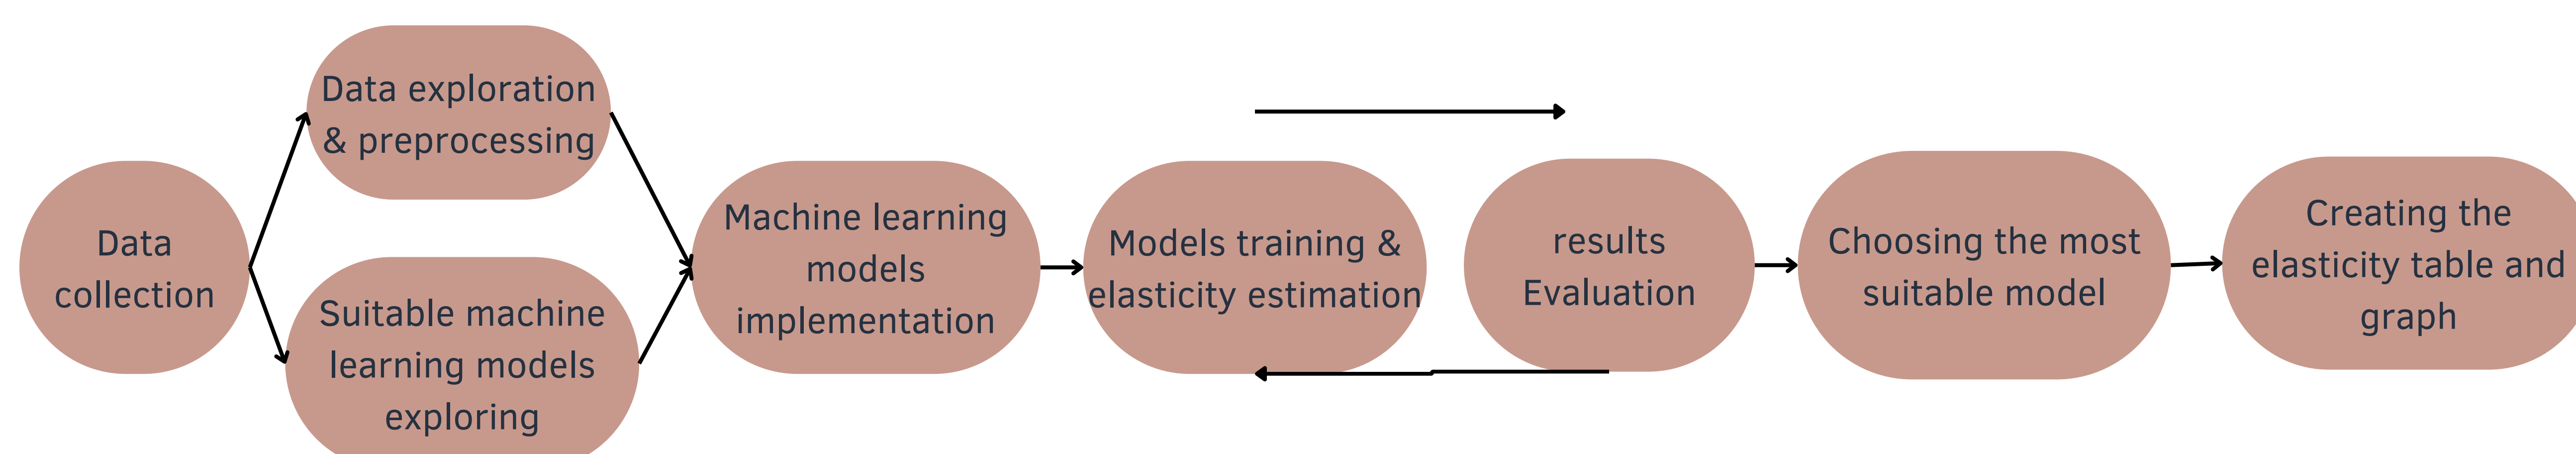 Data
collection
Data exploration
& preprocessing
Suitable machine
learning models
exploring
Machine learning
models
implementation
Models training &
elasticity estimation
results
Evaluation
Choosing the most
suitable model
Creating the
elasticity table and
graph